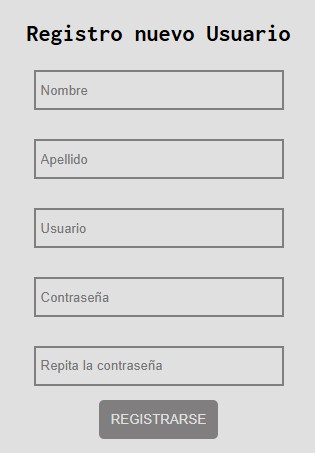 Registro nuevo Usuario
Nombre
Apellido
Usuario
Contraseña
Repita la contraseña
REGISTRARSE